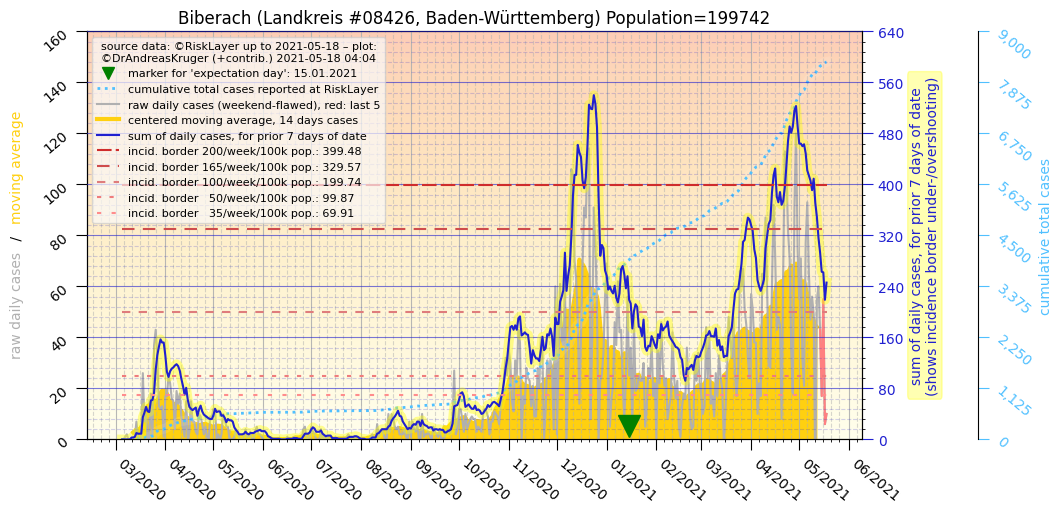 Biberach (Landkreis #08426, Baden-Württemberg) Population=199742
source data: ©RiskLayer up to 2021-05-18 – plot:
©DrAndreasKruger (+contrib.) 2021-05-18 04:04
marker for 'expectation day': 15.01.2021
cumulative total cases reported at RiskLayer
raw daily cases (weekend-flawed), red: last 5
centered moving average, 14 days cases
sum of daily cases, for prior 7 days of date
incid. border 200/week/100k pop.: 399.48
incid. border 165/week/100k pop.: 329.57
incid. border 100/week/100k pop.: 199.74
incid. border 50/week/100k pop.: 99.87
incid. border 35/week/100k pop.: 69.91
raw daily cases / moving average
160
140
120
100
80
60
40
20
0
03/2020
04/2020
05/2020
06/2020
07/2020
08/2020
09/2020
10/2020
11/2020
12/2020
01/2021
02/2021
03/2021
04/2021
05/2021
06/2021
640
560
480
400
320
240
160
80
0
sum of daily cases, for prior 7 days of date
(shows incidence border under-/overshooting)
9,000
7,875
6,750
5,625
4,500
3,375
2,250
1,125
0
cumulative total cases